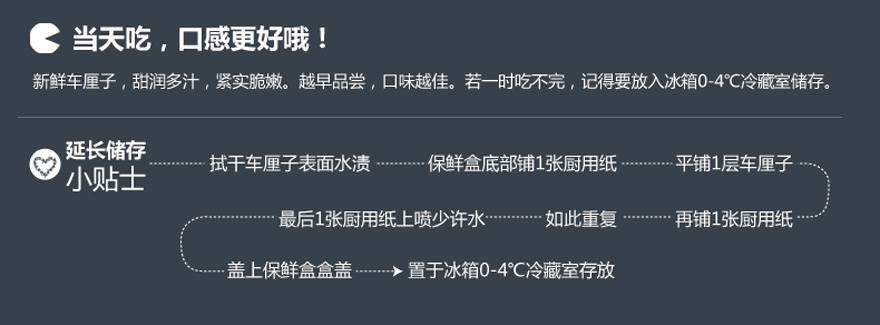 当天吃，口感更好哦！
新鲜车厘子，甜润多汁，紧实脆嫩。越早品尝，口味越佳。若一时吃不完，记得要放入冰箱0-4℃冷藏室储存。
延长储存
小贴士
拭干车厘子表面水渍 保鲜盒底部铺1张厨用纸 平铺1层车厘子
再铺1张厨用纸 如此重复 最后1张厨用纸上喷少许水
盖上保鲜盒盒盖 置于冰箱0-4℃冷藏室存放